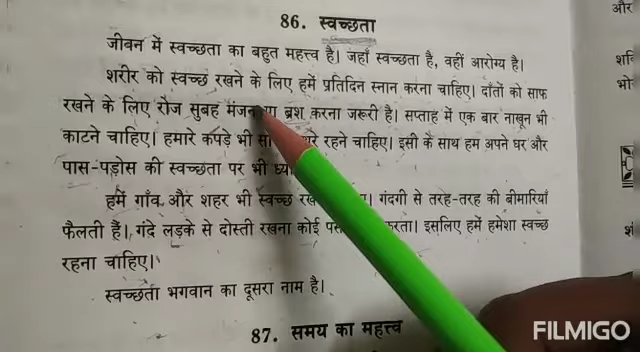 86. स्वच्छता
और
जीवन में स्वच्छता का बहुत महत्त्व है। जहाँ स्वच्छता है, वहीं आरोग्य है।
शरीर को स्वच्छ रखने के लिए हमें प्रतिदिन स्नान करना चाहिए। दाँतों को साफ
रखने के लिए रोज सुबह मंजन या ब्रश करना जरूरी है। सप्ताह में एक बार नाखून भी
काटने चाहिए। हमारे कपड़े भी रहने चाहिए। इसी के साथ हम अपने घर और
पास-पड़ोस की स्वच्छता पर भी
हमें गाँव और शहर भी स्वच्छ गंदगी से तरह-तरह की बीमारियाँ
फैलती हैं। गंदे लड़के से दोस्ती रखना कोई इसलिए हमें हमेशा स्वच्छ
रहना चाहिए।
स्वच्छता भगवान का दूसरा नाम है।
87. समय का महत्त्व
FILMIGO